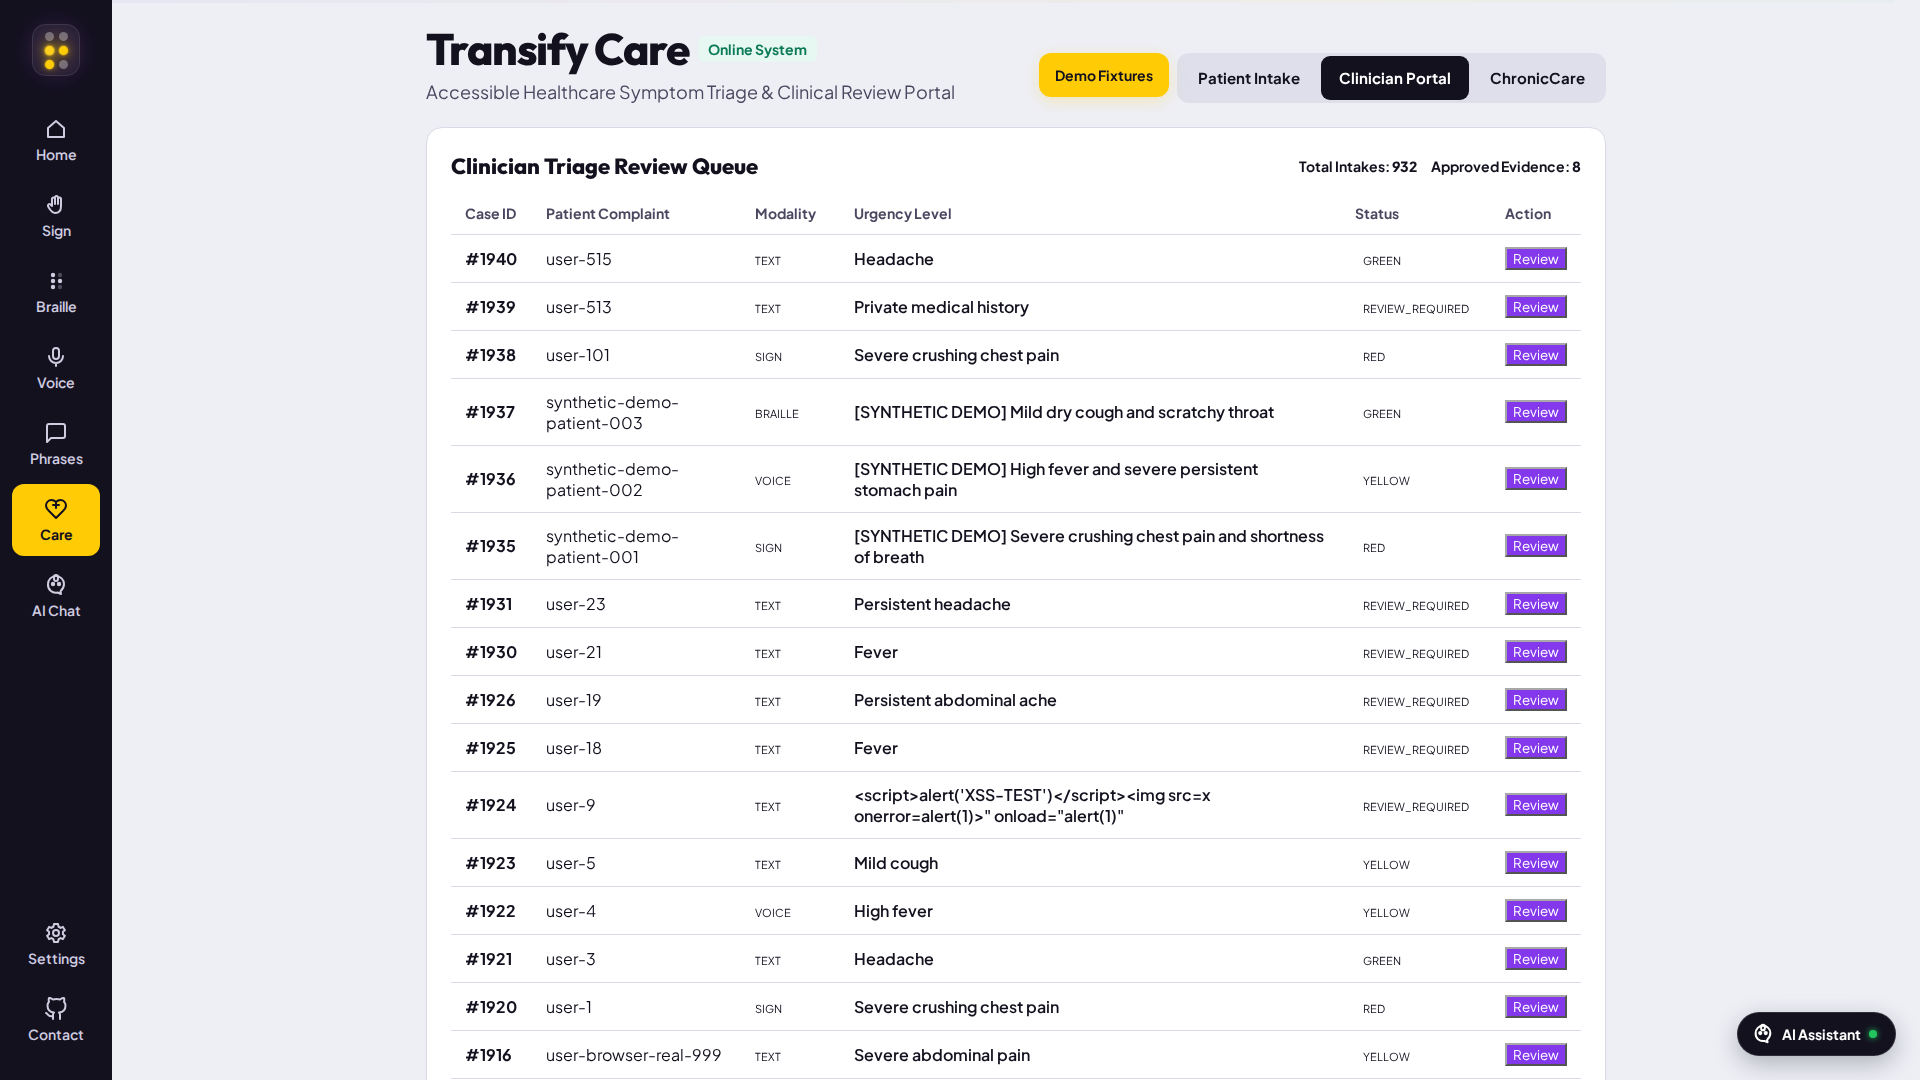 Home
Sign
Braille
Voice
Phrases
Care
AI Chat
Settings
Contact
Transify Care
Online System
Accessible Healthcare Symptom Triage & Clinical Review Portal
Demo Fixtures
Patient Intake
Clinician Portal
ChronicCare
Clinician Triage Review Queue
Total Intakes: 932 Approved Evidence: 8
Case ID Patient Complaint Modality Urgency Level Status Action
#1940 user-515 TEXT Headache GREEN Review
#1939 user-513 TEXT Private medical history REVIEW_REQUIRED Review
#1938 user-101 SIGN Severe crushing chest pain RED Review
#1937 synthetic-demo-
patient-003 BRAILLE [SYNTHETIC DEMO] Mild dry cough and scratchy throat GREEN Review
#1936 synthetic-demo-
patient-002 VOICE [SYNTHETIC DEMO] High fever and severe persistent
stomach pain YELLOW Review
#1935 synthetic-demo-
patient-001 SIGN [SYNTHETIC DEMO] Severe crushing chest pain and shortness
of breath RED Review
#1931 user-23 TEXT Persistent headache REVIEW_REQUIRED Review
#1930 user-21 TEXT Fever REVIEW_REQUIRED Review
#1926 user-19 TEXT Persistent abdominal ache REVIEW_REQUIRED Review
#1925 user-18 TEXT Fever REVIEW_REQUIRED Review
#1924 user-9 TEXT <script>alert('XSS-TEST')</script><img src=x
onerror=alert(1)>" onload="alert(1)" REVIEW_REQUIRED Review
#1923 user-5 TEXT Mild cough YELLOW Review
#1922 user-4 VOICE High fever YELLOW Review
#1921 user-3 TEXT Headache GREEN Review
#1920 user-1 SIGN Severe crushing chest pain RED Review
#1916 user-browser-real-999 TEXT Severe abdominal pain YELLOW Review
AI Assistant